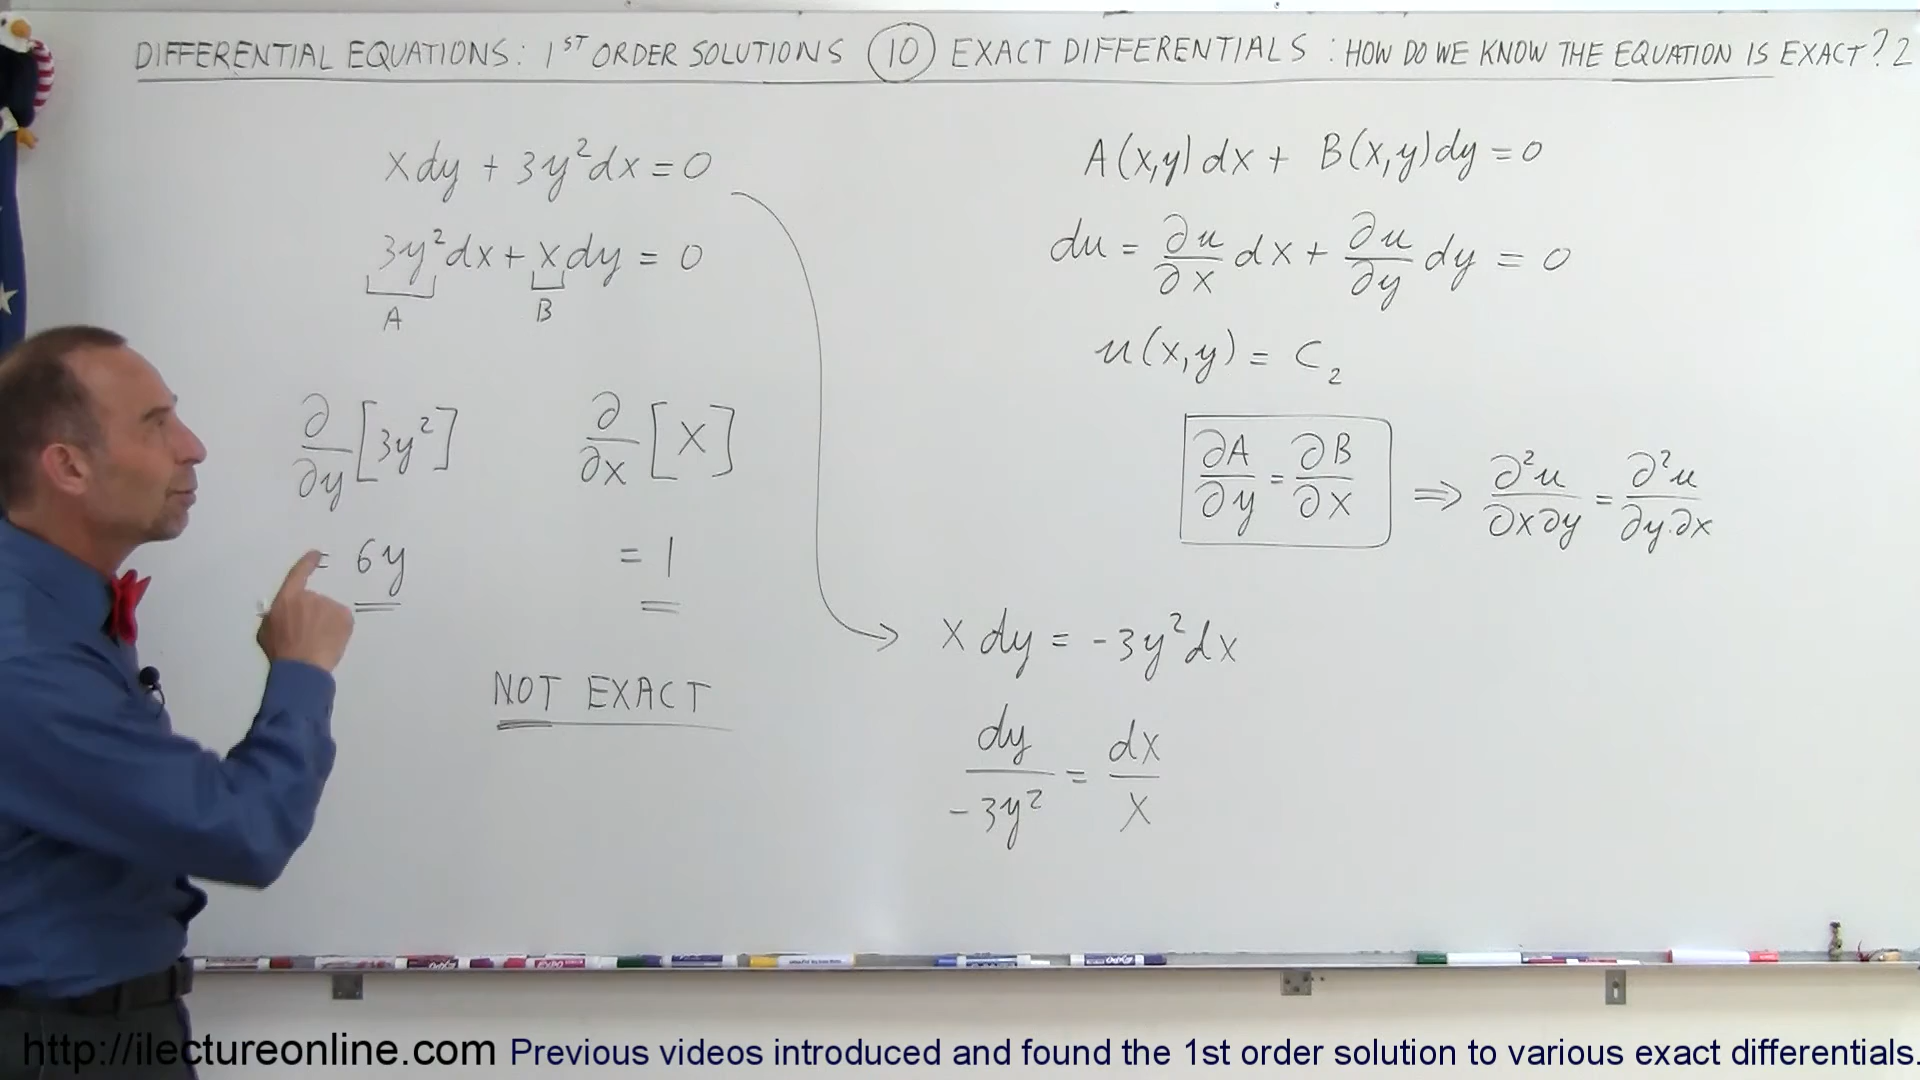 DIFFERENTIAL EQUATIONS: 1ST ORDER SOLUTIONS (10) EXACT DIFFERENTIALS : HOW DO WE KNOW THE EQUATION IS EXACT? 2
x dy + 3y² dx = 0
3y² dx + x dy = 0
A B
∂/∂y [3y²] ∂/∂x [x]
= 6y = 1
NOT EXACT
A(x,y) dx + B(x,y) dy = 0
du = ∂u/∂x dx + ∂u/∂y dy = 0
u(x,y) = C₂
∂A/∂y = ∂B/∂x ⇒ ∂²u/∂x∂y = ∂²u/∂y·∂x
x dy = -3y² dx
dy/-3y² = dx/x
http://ilectureonline.com Previous videos introduced and found the 1st order solution to various exact differentials.